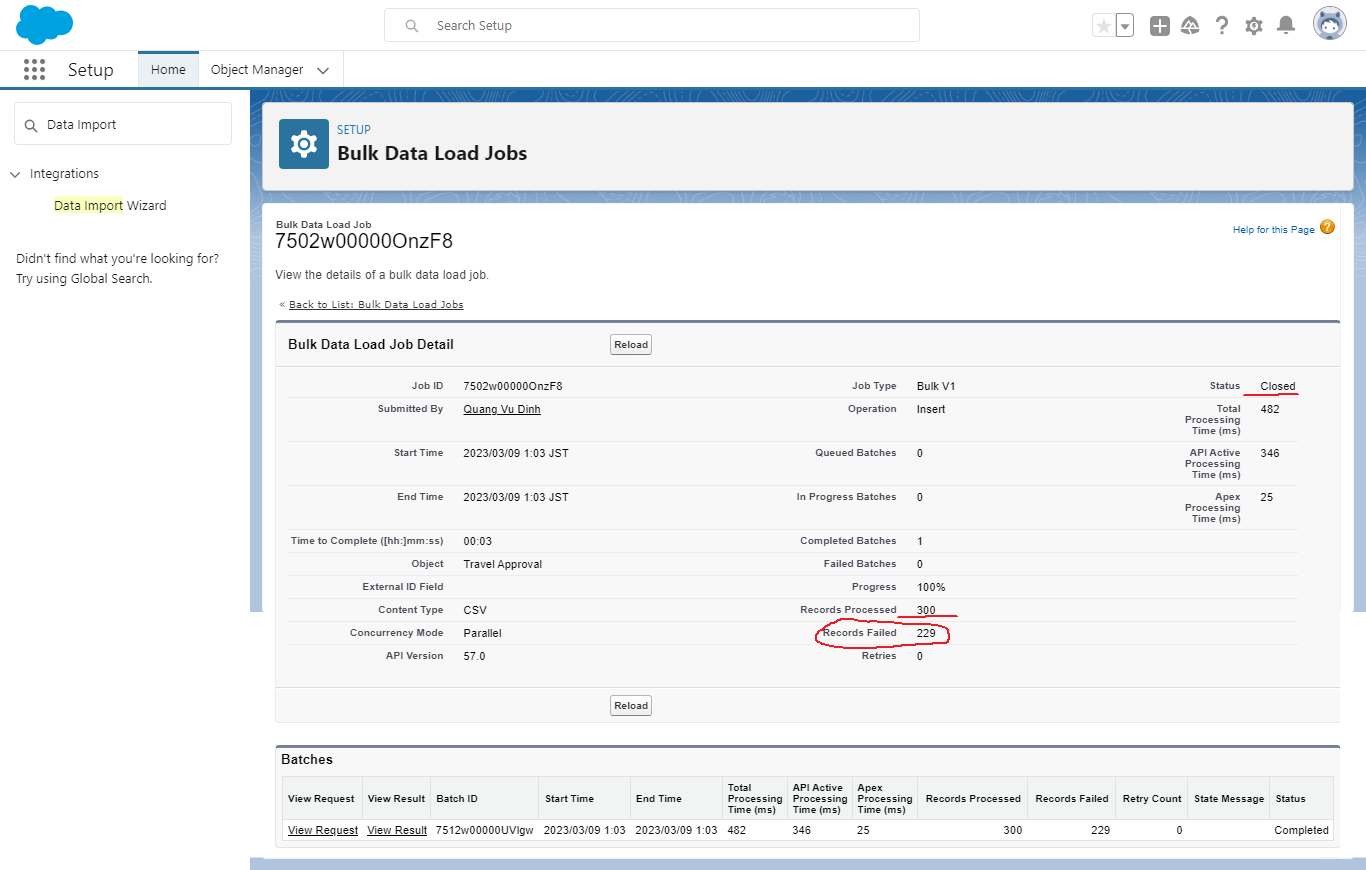 Search Setup
Setup
Home
Object Manager
Data Import
Integrations
Data Import Wizard
Didn't find what you're looking for?
Try using Global Search.
SETUP
Bulk Data Load Jobs
Bulk Data Load Job
7502w00000OnzF8
Help for this Page ?
View the details of a bulk data load job.
« Back to List: Bulk Data Load Jobs
Bulk Data Load Job Detail
Reload
Job ID 7502w00000OnzF8 Job Type Bulk V1 Status Closed
Submitted By Quang Vu Dinh Operation Insert Total Processing Time (ms) 482
Start Time 2023/03/09 1:03 JST Queued Batches 0 API Active Processing Time (ms) 346
End Time 2023/03/09 1:03 JST In Progress Batches 0 Apex Processing Time (ms) 25
Time to Complete ([hh:]mm:ss) 00:03 Completed Batches 1
Object Travel Approval Failed Batches 0
External ID Field Progress 100%
Content Type CSV Records Processed 300
Concurrency Mode Parallel Records Failed 229
API Version 57.0 Retries 0
Reload
Batches
View Request View Result Batch ID Start Time End Time Total Processing Time (ms) API Active Processing Time (ms) Apex Processing Time (ms) Records Processed Records Failed Retry Count State Message Status
View Request View Result 7512w00000UVIgw 2023/03/09 1:03 2023/03/09 1:03 482 346 25 300 229 0 Completed